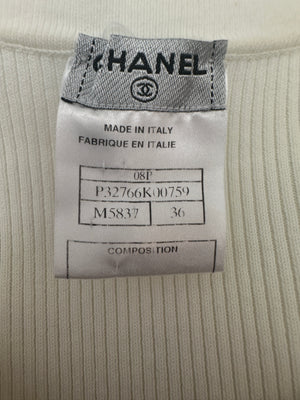 CHANEL
MADE IN ITALY
FABRIQUE EN ITALIE
08P
P32766K00759
M5837 36
COMPOSITION